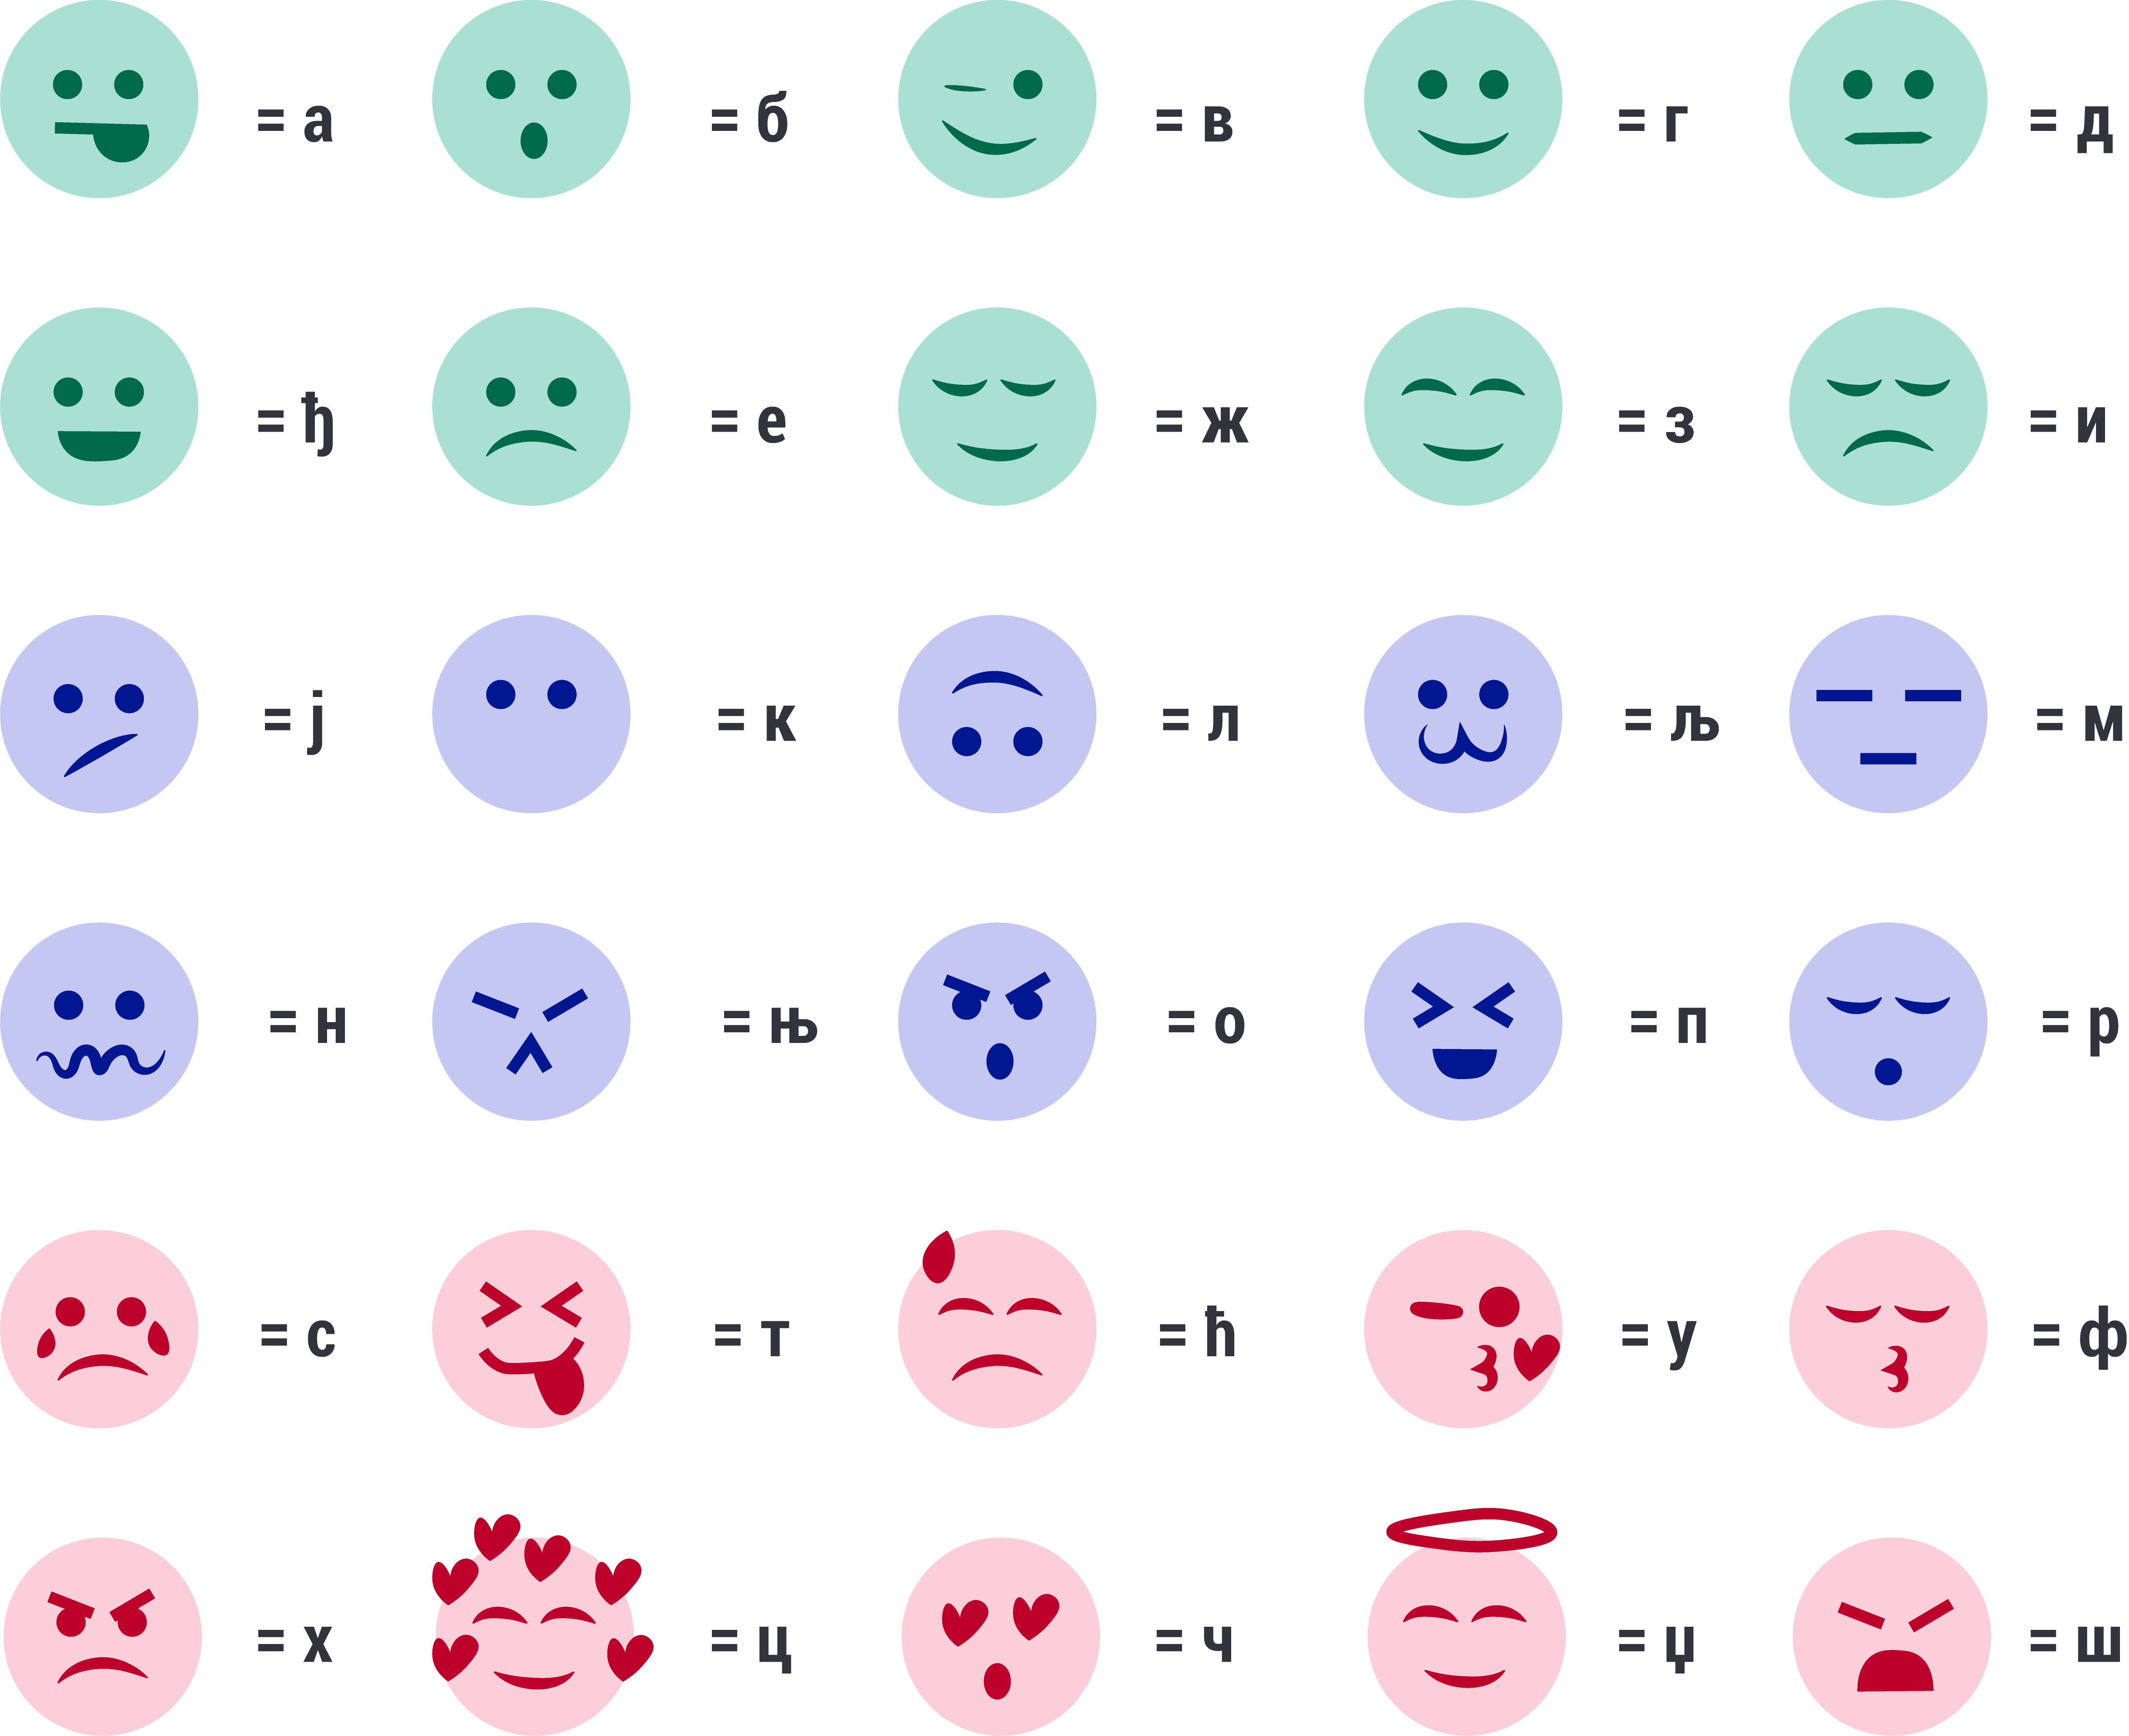 = а = б = в = г = д
= ђ = е = ж = з = и
= ј = к = л = љ = м
= н = њ = о = п = р
= с = т = ћ = у = ф
= х = ц = ч = џ = ш